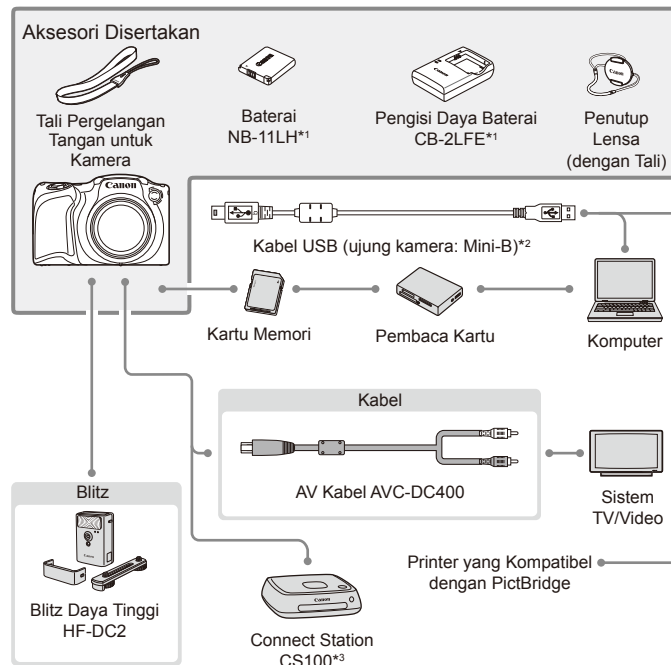 Aksesori Disertakan
Tali Pergelangan
Tangan untuk
Kamera
Baterai
NB-11LH*1
Pengisi Daya Baterai
CB-2LFE*1
Penutup
Lensa
(dengan Tali)
Canon
Kabel USB (ujung kamera: Mini-B)*2
Kartu Memori
Pembaca Kartu
Komputer
Kabel
AV Kabel AVC-DC400
Sistem
TV/Video
Blitz
Blitz Daya Tinggi
HF-DC2
Printer yang Kompatibel
dengan PictBridge
Canon
Connect Station
CS100*3